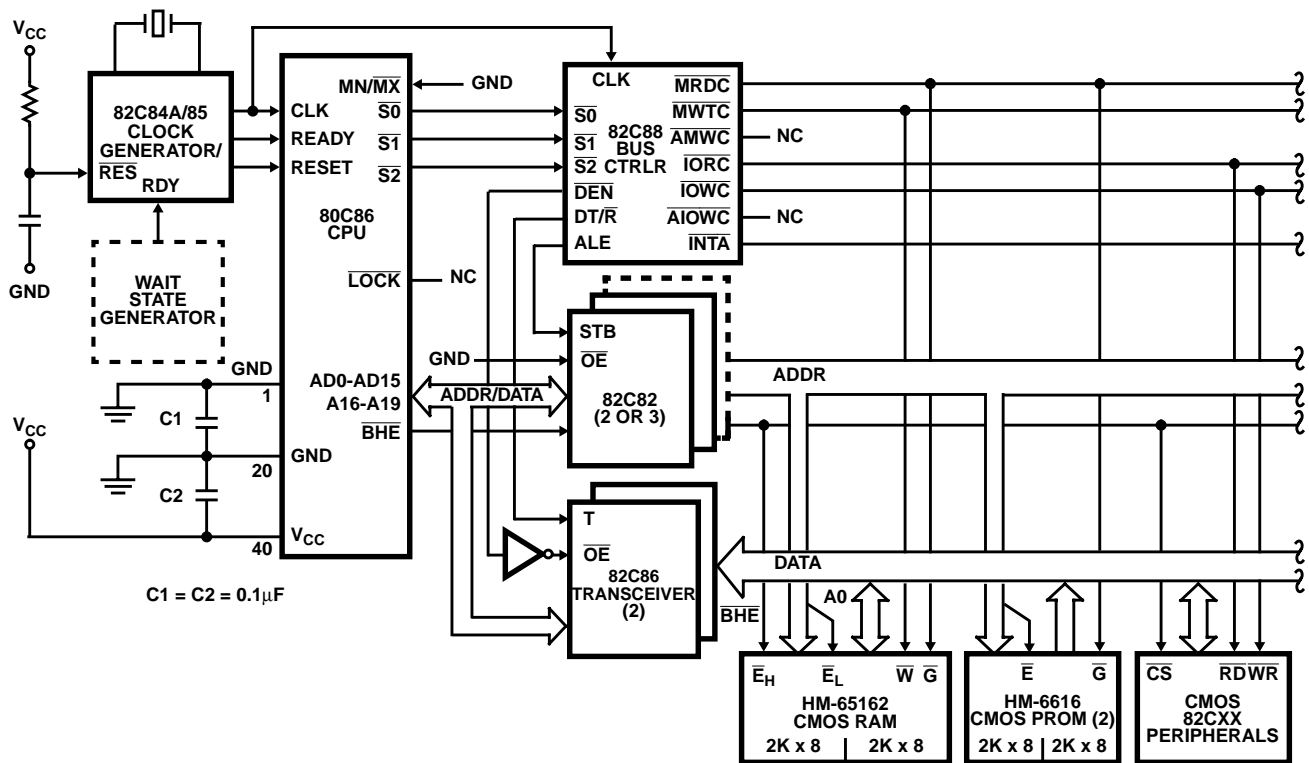 VCC
82C84A/85
CLOCK
GENERATOR/
RES
RDY
GND
WAIT
STATE
GENERATOR
MN/MX
GND
CLK
S0
READY
S1
RESET
S2
80C86
CPU
LOCK
NC
GND
1
AD0-AD15
A16-A19
ADDR/DATA
BHE
VCC
C1
GND
20
C2
VCC
40
C1 = C2 = 0.1μF
CLK
MRDC
S0
MWTC
82C88
S1
BUS
AMWC
NC
S2
CTRLR
IORC
DEN
IOWC
DT/R
AIOWC
NC
ALE
INTA
STB
GND
OE
ADDR
82C82
(2 OR 3)
T
OE
82C86
TRANSCEIVER
(2)
DATA
BHE
A0
EH
EL
W
G
HM-65162
CMOS RAM
2K x 8
2K x 8
E
G
HM-6616
CMOS PROM (2)
2K x 8
2K x 8
CS
RD
WR
CMOS
82CXX
PERIPHERALS